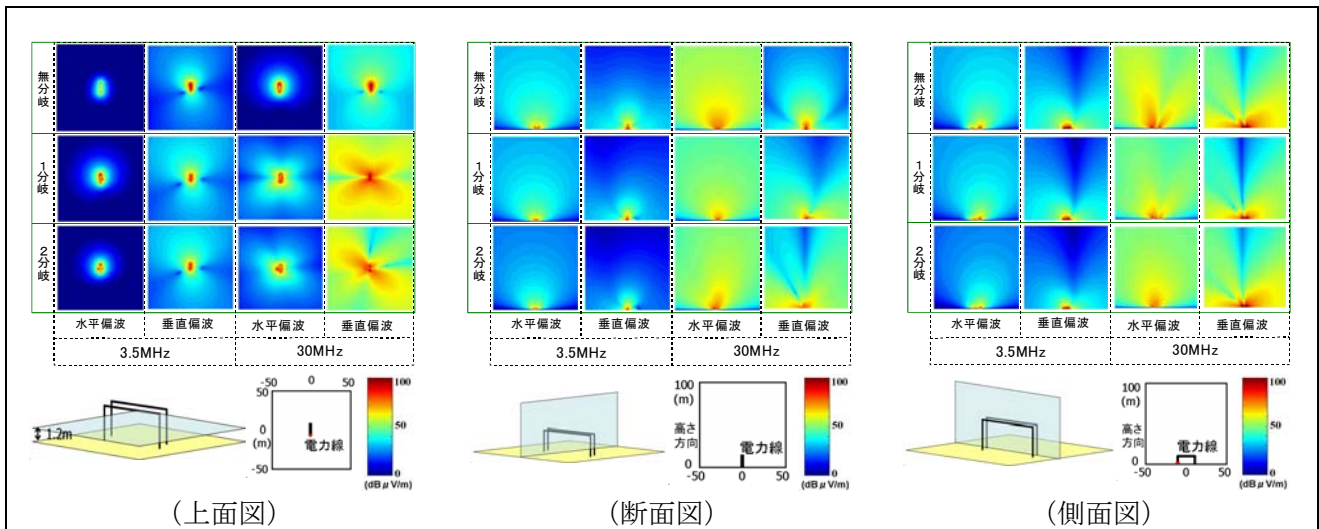 無分岐
1分岐
2分岐
水平偏波 垂直偏波 水平偏波 垂直偏波
3.5MHz 30MHz
1.2m
-50 0 50
50
0
(m)
-50
電力線
100
50
0
(dBμV/m)
(上面図)
無分岐
1分岐
2分岐
水平偏波 垂直偏波 水平偏波 垂直偏波
3.5MHz 30MHz
100
(m)
高さ
方向
0
電力線
-50 0 50
100
50
0
(dBμV/m)
(断面図)
無分岐
1分岐
2分岐
水平偏波 垂直偏波 水平偏波 垂直偏波
3.5MHz 30MHz
100
(m)
高さ
方向
0
電力線
-50 0 50
100
50
0
(dBμV/m)
(側面図)